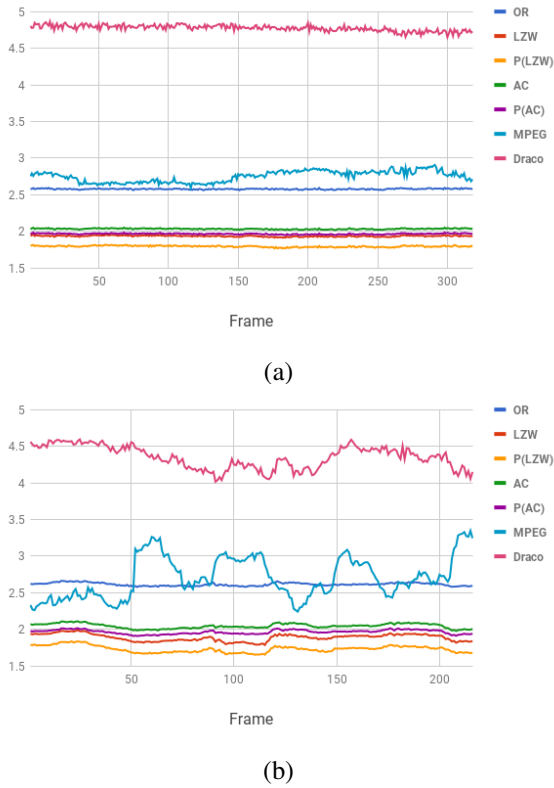 5
4.5
4
3.5
3
2.5
2
1.5
50 100 150 200 250 300
Frame
OR
LZW
P(LZW)
AC
P(AC)
MPEG
Draco
(a)
5
4.5
4
3.5
3
2.5
2
1.5
50 100 150 200
Frame
OR
LZW
P(LZW)
AC
P(AC)
MPEG
Draco
(b)